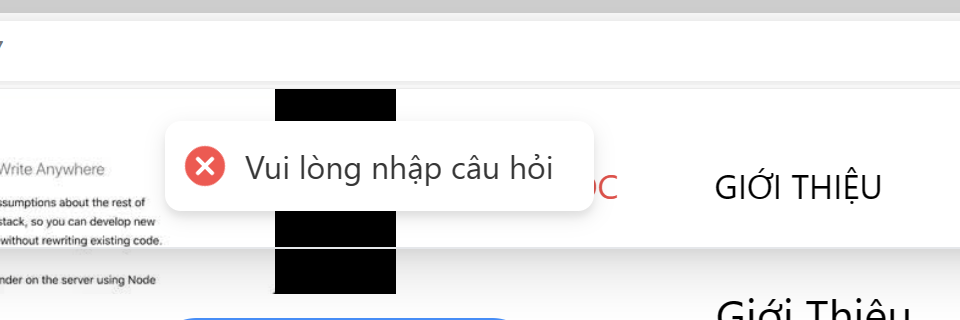 Write Anywhere
Vui lòng nhập câu hỏi
GIỚI THIỆU
ssumptions about the rest of
stack, so you can develop new
without rewriting existing code.
nder on the server using Node
Giới Thiệu